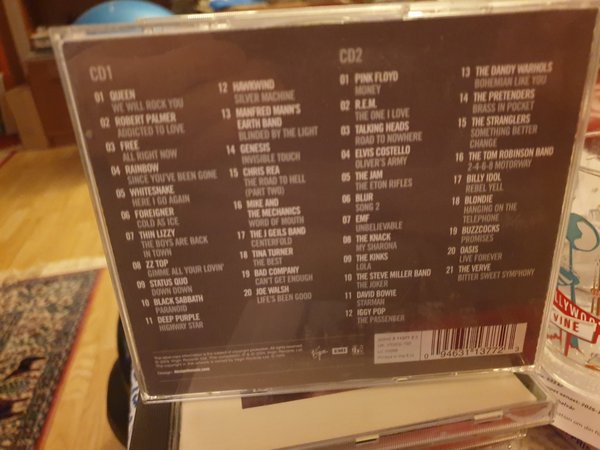 CD1
01 QUEEN
WE WILL ROCK YOU
02 ROBERT PALMER
ADDICTED TO LOVE
03 FREE
ALL RIGHT NOW
04 RAINBOW
SINCE YOU'VE BEEN GONE
05 WHITESNAKE
HERE I GO AGAIN
06 FOREIGNER
COLD AS ICE
07 THIN LIZZY
THE BOYS ARE BACK
IN TOWN
08 ZZ TOP
GIMME ALL YOUR LOVIN'
09 STATUS QUO
DOWN DOWN
10 BLACK SABBATH
PARANOID
11 DEEP PURPLE
HIGHWAY STAR
12 HAWKWIND
SILVER MACHINE
13 MANFRED MANN'S
EARTH BAND
BLINDED BY THE LIGHT
14 GENESIS
INVISIBLE TOUCH
15 CHRIS REA
THE ROAD TO HELL
(PART TWO)
16 MIKE AND
THE MECHANICS
WORD OF MOUTH
17 THE J GEILS BAND
CENTERFOLD
18 TINA TURNER
THE BEST
19 BAD COMPANY
CAN'T GET ENOUGH
20 JOE WALSH
LIFE'S BEEN GOOD
CD2
01 PINK FLOYD
MONEY
02 R.E.M.
THE ONE I LOVE
03 TALKING HEADS
ROAD TO NOWHERE
04 ELVIS COSTELLO
OLIVER'S ARMY
05 THE JAM
THE ETON RIFLES
06 BLUR
SONG 2
07 EMF
UNBELIEVABLE
08 THE KNACK
MY SHARONA
09 THE KINKS
LOLA
10 THE STEVE MILLER BAND
THE JOKER
11 DAVID BOWIE
STARMAN
12 IGGY POP
THE PASSENGER
13 THE DANDY WARHOLS
BOHEMIAN LIKE YOU
14 THE PRETENDERS
BRASS IN POCKET
15 THE STRANGLERS
SOMETHING BETTER
CHANGE
16 THE TOM ROBINSON BAND
2-4-6-8 MOTORWAY
17 BILLY IDOL
REBEL YELL
18 BLONDIE
HANGING ON THE
TELEPHONE
19 BUZZCOCKS
PROMISES
20 OASIS
LIVE FOREVER
21 THE VERVE
BITTER SWEET SYMPHONY
Virgin EMI
0 94631 13772 3
VINE